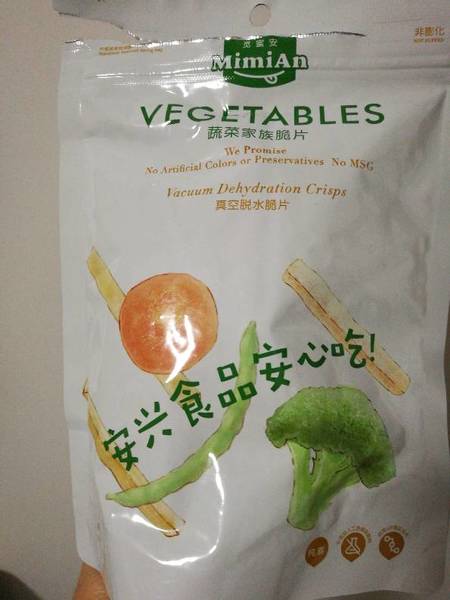 觅蜜安
MimiAn
非膨化
VEGETABLES
蔬菜家族脆片
We Promise
No Artificial Colors or Preservatives No MSG
Vacuum Dehydration Crisps
真空脱水脆片
安兴食品安心吃!
纯素